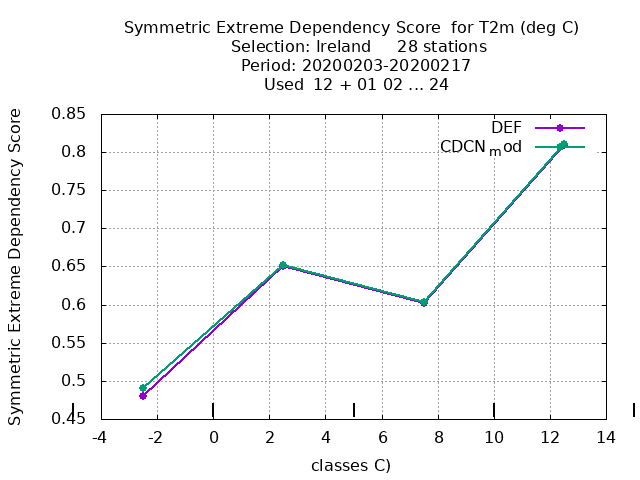 Symmetric Extreme Dependency Score  for T2m (deg C)
Selection: Ireland     28 stations
Period: 20200203-20200217
Used  12 + 01 02 ... 24
Symmetric Extreme Dependency Score
0.85
0.8
0.75
0.7
0.65
0.6
0.55
0.5
0.45
DEF
CDCNmod
-4 -2 0 2 4 6 8 10 12 14
classes C)